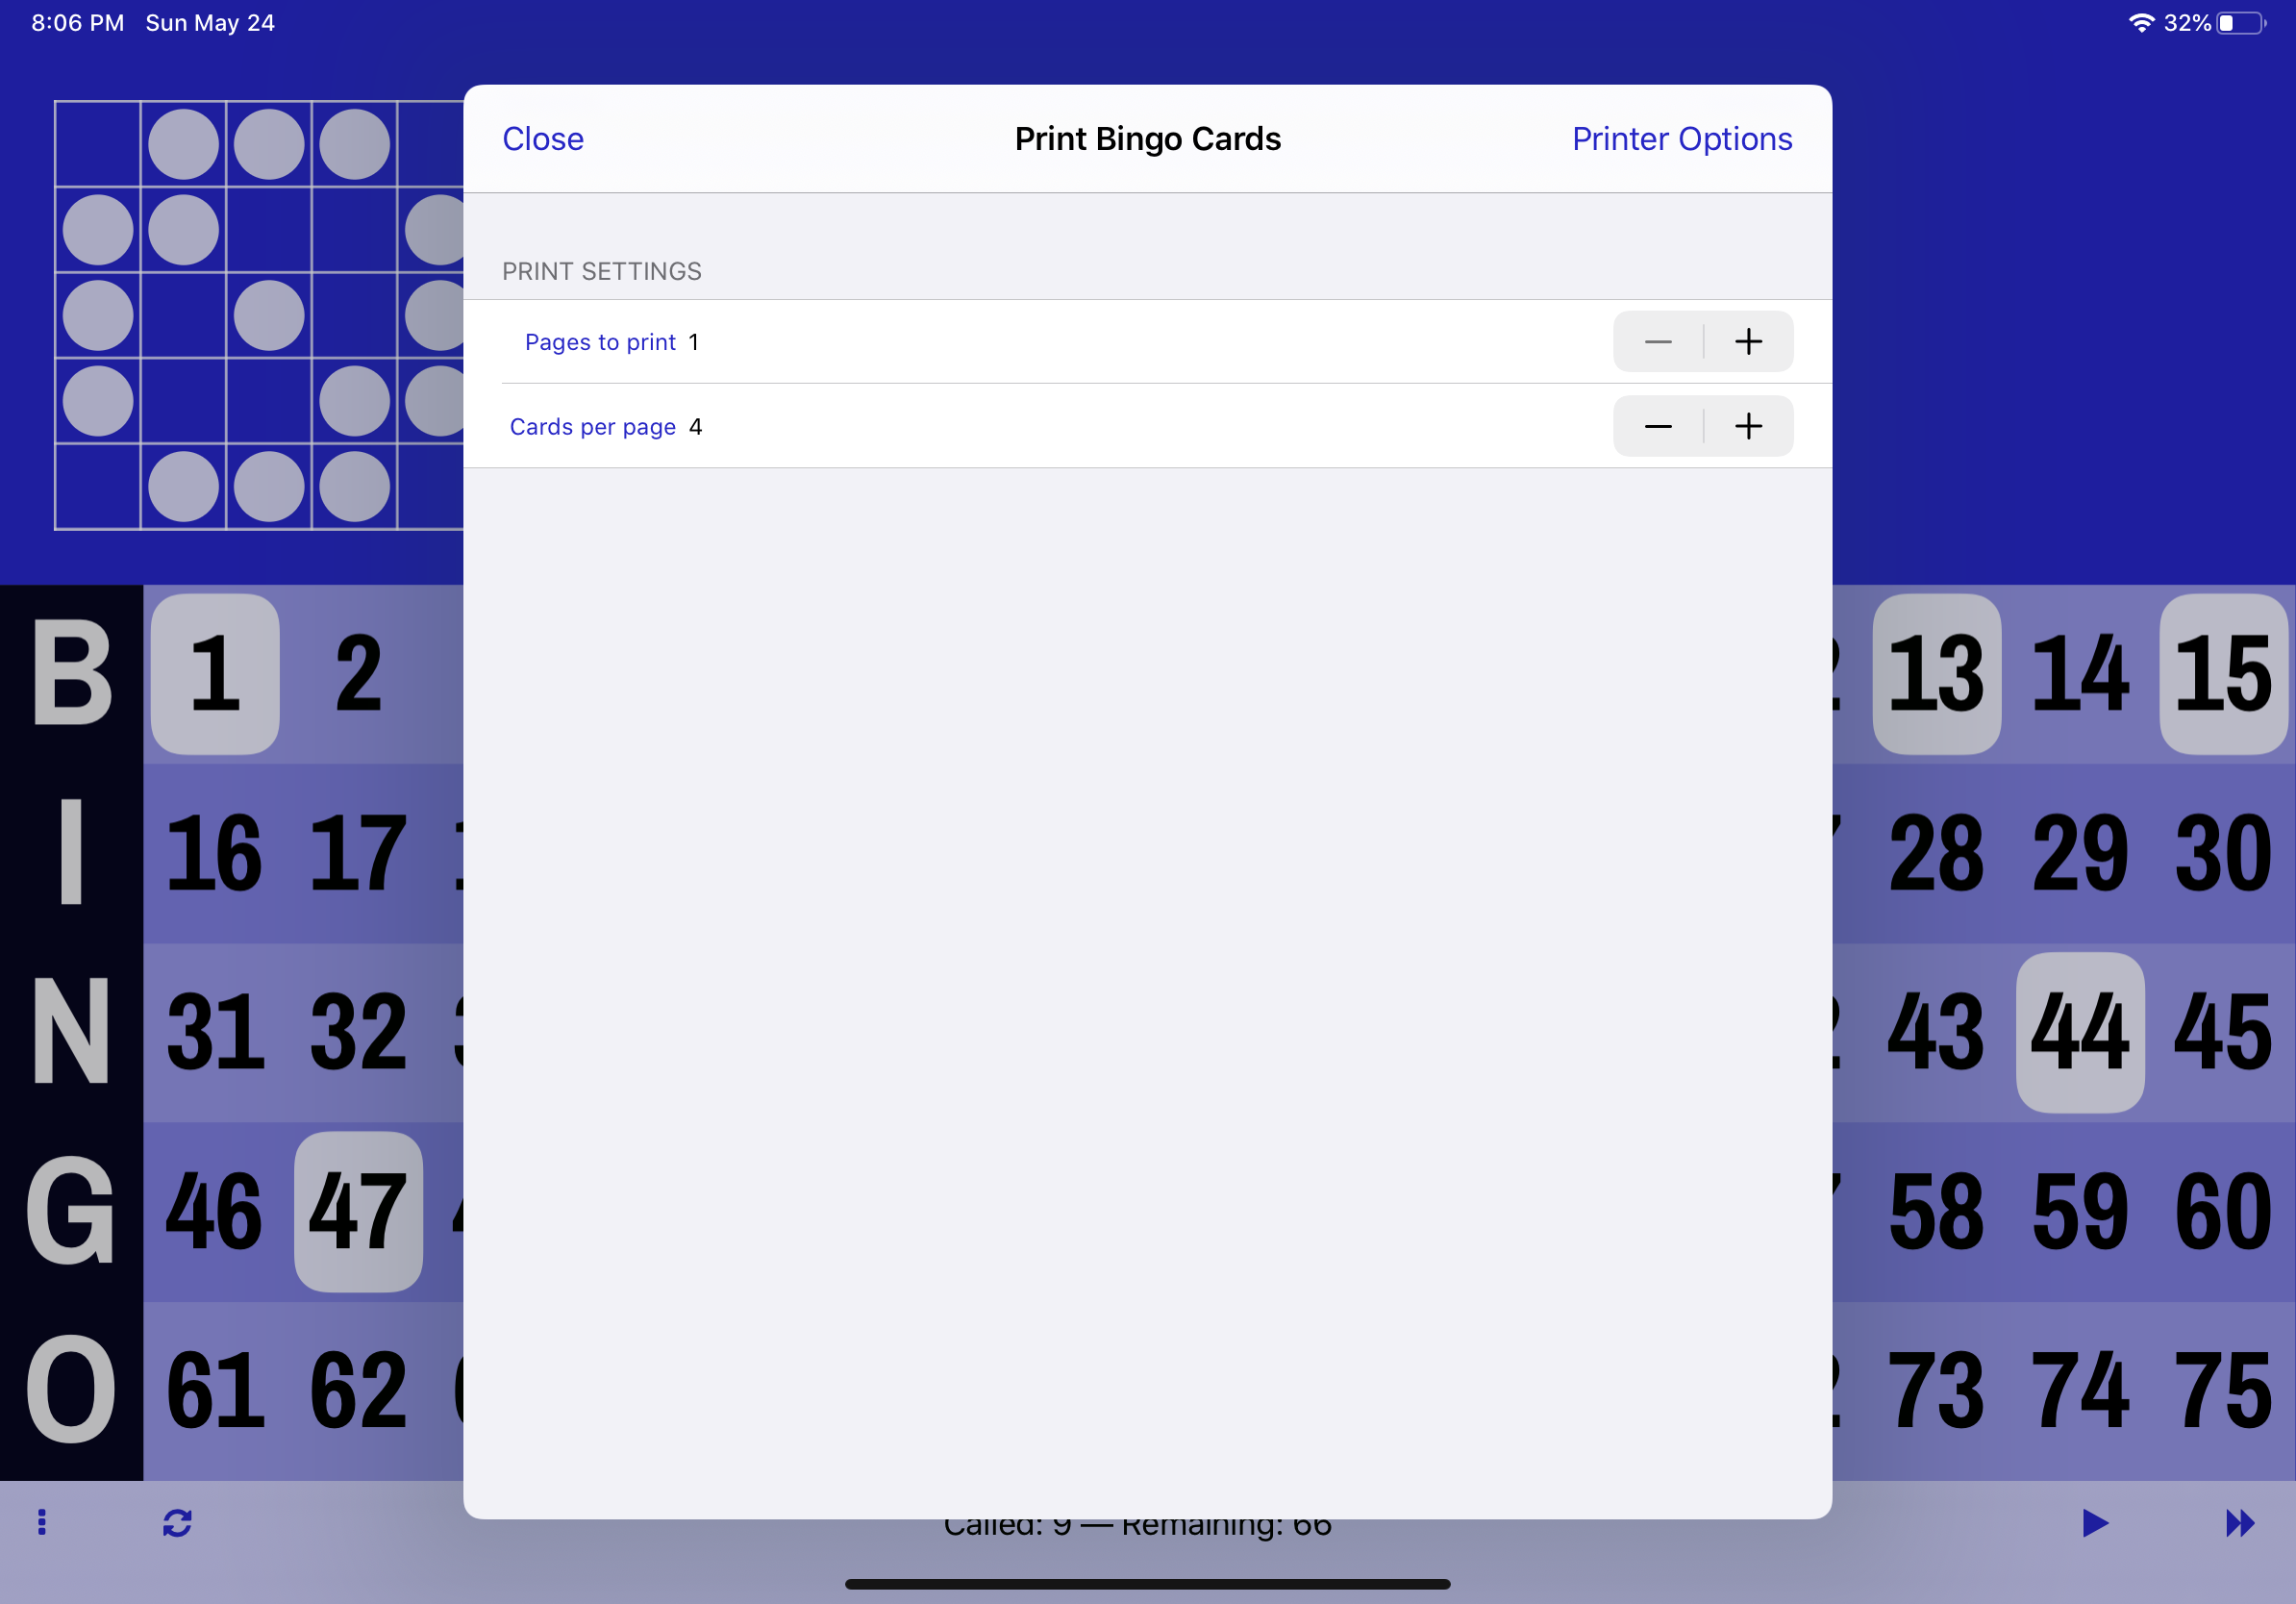 8:06 PM Sun May 24
32%
Close
Print Bingo Cards
Printer Options
PRINT SETTINGS
Pages to print 1
Cards per page 4
B 1 2 13 14 15
I 16 17 28 29 30
N 31 32 43 44 45
G 46 47 58 59 60
O 61 62 73 74 75
Called: 9 — Remaining: 66